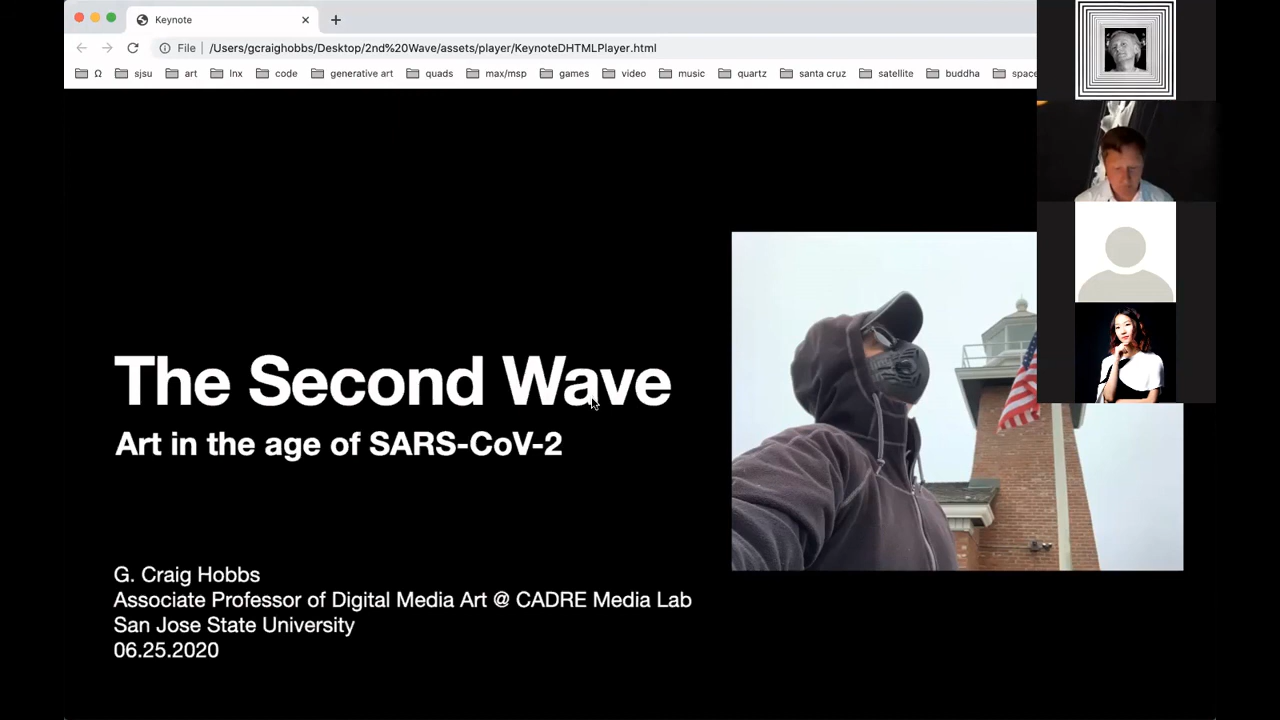 Keynote
File /Users/gcraighobbs/Desktop/2nd%20Wave/assets/player/KeynoteDHTMLPlayer.html
Ω sjsu art lnx code generative art quads max/msp games video music quartz santa cruz satellite buddha space
The Second Wave
Art in the age of SARS-CoV-2
G. Craig Hobbs
Associate Professor of Digital Media Art @ CADRE Media Lab
San Jose State University
06.25.2020